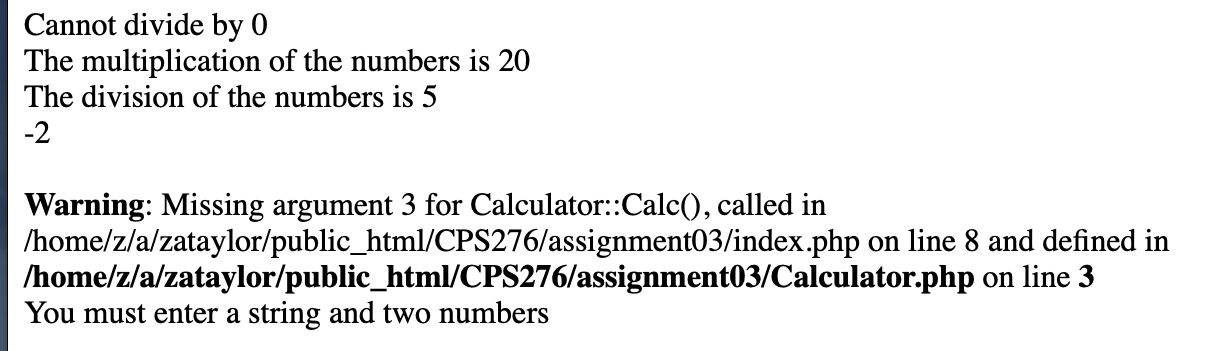 Cannot divide by 0
The multiplication of the numbers is 20
The division of the numbers is 5
-2
Warning: Missing argument 3 for Calculator::Calc(), called in
/home/z/a/zataylor/public_html/CPS276/assignment03/index.php on line 8 and defined in
/home/z/a/zataylor/public_html/CPS276/assignment03/Calculator.php on line 3
You must enter a string and two numbers